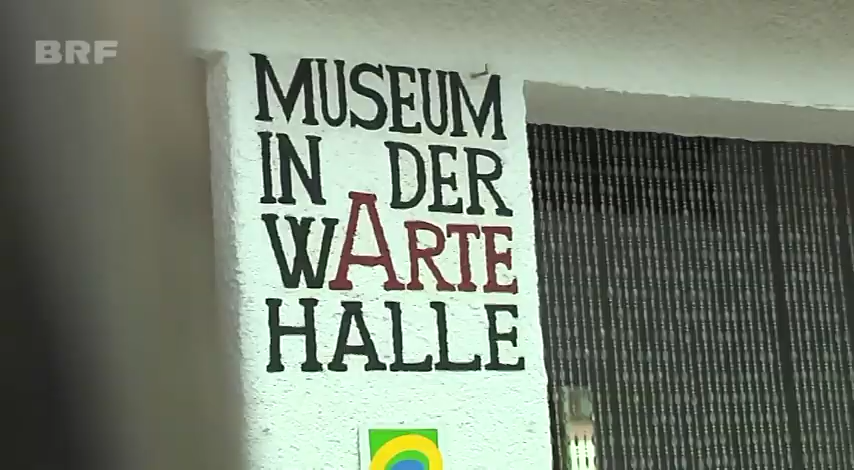 BRF
MUSEUM
IN DER
WARTE
HALLE